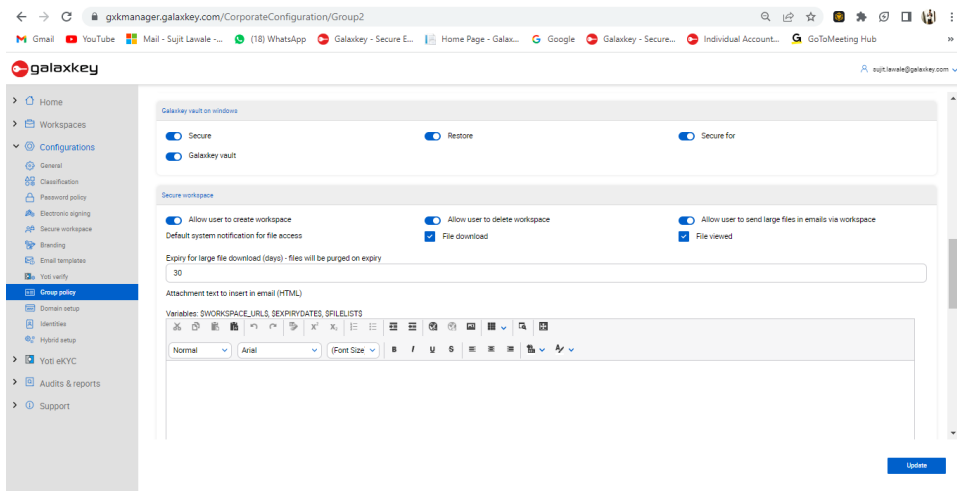 gxkmanager.galaxkey.com/CorporateConfiguration/Group2
Gmail YouTube Mail - Sujit Lawale -... (18) WhatsApp Galaxkey - Secure E... Home Page - Galax... Google Galaxkey - Secure... Individual Account... GoToMeeting Hub »
galaxkey
sujit.lawale@galaxkey.com
Home
Workspaces
Configurations
General
Classification
Password policy
Electronic signing
Secure workspace
Branding
Email templates
Yoti verify
Group policy
Domain setup
Identities
Hybrid setup
Yoti eKYC
Audits & reports
Support
Galaxkey vault on windows
Secure Restore Secure for
Galaxkey vault
Secure workspace
Allow user to create workspace Allow user to delete workspace Allow user to send large files in emails via workspace
Default system notification for file access File download File viewed
Expiry for large file download (days) - files will be purged on expiry
30
Attachment text to insert in email (HTML)
Variables: $WORKSPACE_URL$, $EXPIRYDATE$, $FILELIST$
Normal Arial (Font Size B I U S
Update